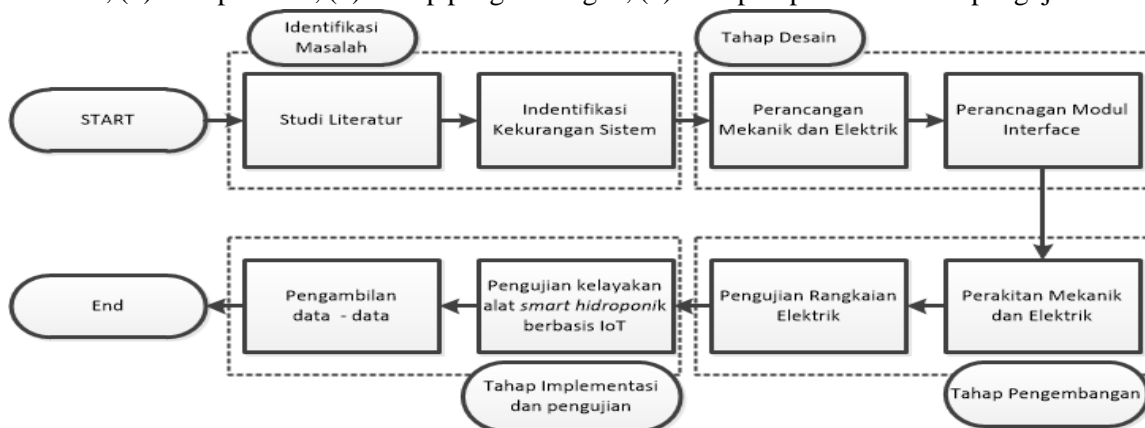 Identifikasi
Masalah
Tahap Desain
START
Studi Literatur
Indentifikasi
Kekurangan Sistem
Perancangan
Mekanik dan Elektrik
Perancnagan Modul
Interface
End
Pengambilan
data - data
Pengujian kelayakan
alat smart hidroponik
berbasis IoT
Pengujian Rangkaian
Elektrik
Perakitan Mekanik
dan Elektrik
Tahap Implementasi
dan pengujian
Tahap Pengembangan